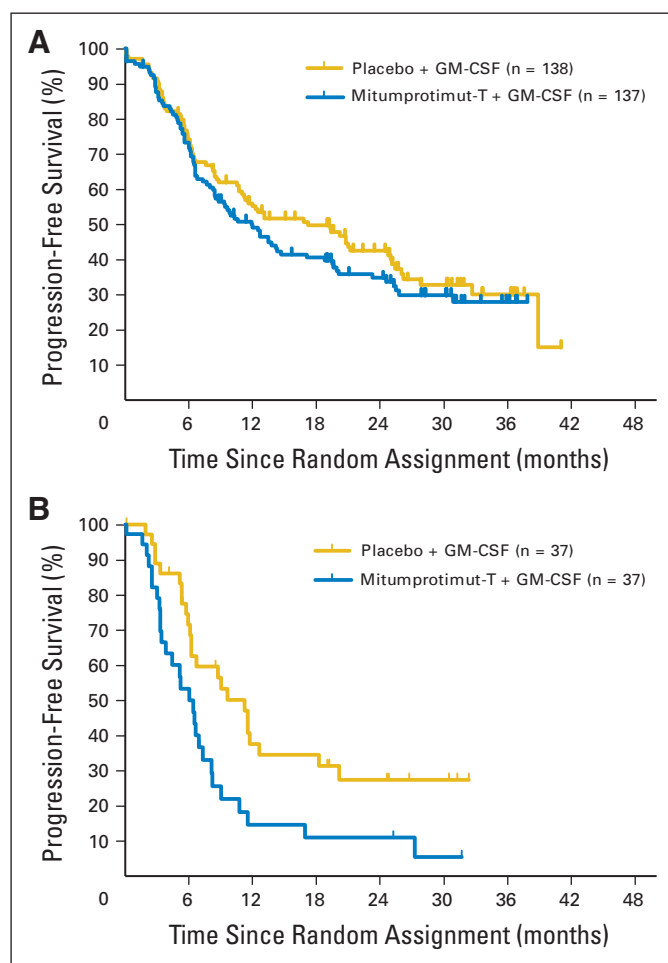 A
Progression-Free Survival (%)
100
90
80
70
60
50
40
30
20
10
0
6 12 18 24 30 36 42 48
Time Since Random Assignment (months)
Placebo + GM-CSF (n = 138)
Mitumprotimut-T + GM-CSF (n = 137)
B
Progression-Free Survival (%)
100
90
80
70
60
50
40
30
20
10
0
6 12 18 24 30 36 42 48
Time Since Random Assignment (months)
Placebo + GM-CSF (n = 37)
Mitumprotimut-T + GM-CSF (n = 37)